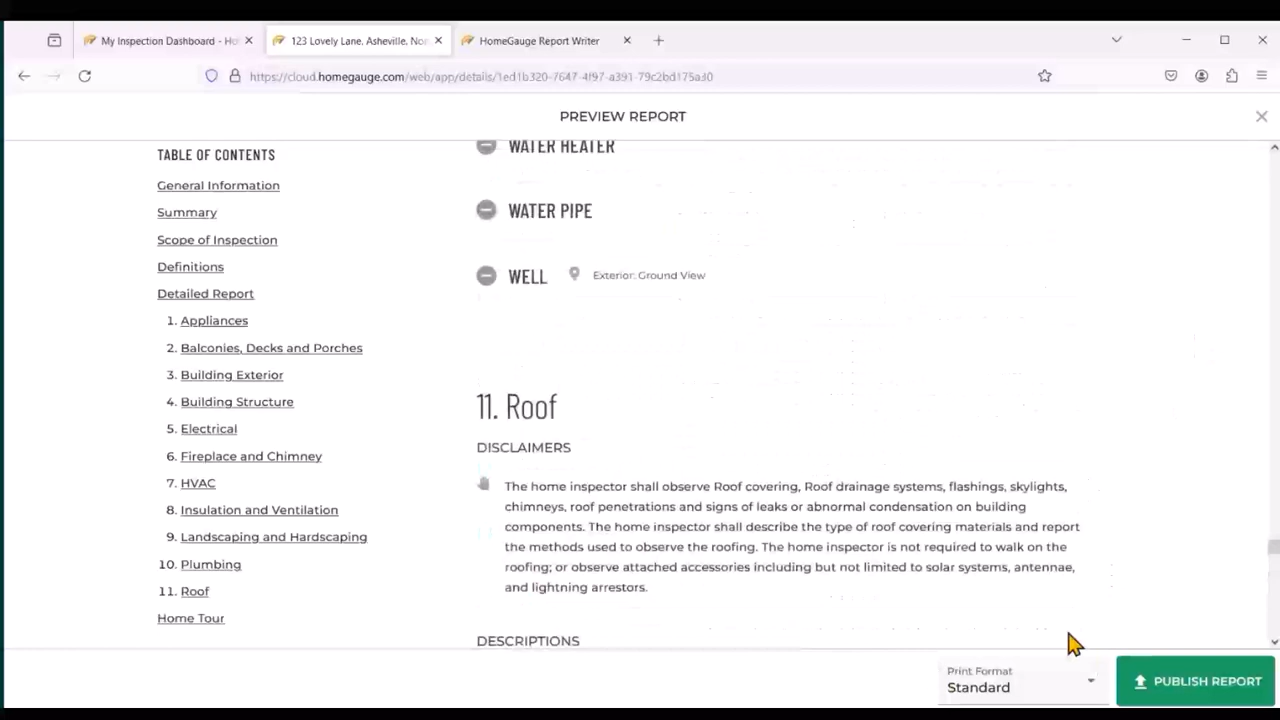 My Inspection Dashboard - Ho
123 Lovely Lane, Asheville, Nor
HomeGauge Report Writer
https://cloud.homegauge.com/web/app/details/1ed1b320-7647-4f97-a391-79c2bd175a30
PREVIEW REPORT
TABLE OF CONTENTS
General Information
Summary
Scope of Inspection
Definitions
Detailed Report
1. Appliances
2. Balconies, Decks and Porches
3. Building Exterior
4. Building Structure
5. Electrical
6. Fireplace and Chimney
7. HVAC
8. Insulation and Ventilation
9. Landscaping and Hardscaping
10. Plumbing
11. Roof
Home Tour
WATER HEATER
WATER PIPE
WELL Exterior: Ground View
11. Roof
DISCLAIMERS
The home inspector shall observe Roof covering, Roof drainage systems, flashings, skylights,
chimneys, roof penetrations and signs of leaks or abnormal condensation on building
components. The home inspector shall describe the type of roof covering materials and report
the methods used to observe the roofing. The home inspector is not required to walk on the
roofing; or observe attached accessories including but not limited to solar systems, antennae,
and lightning arrestors.
DESCRIPTIONS
Print Format
Standard
PUBLISH REPORT